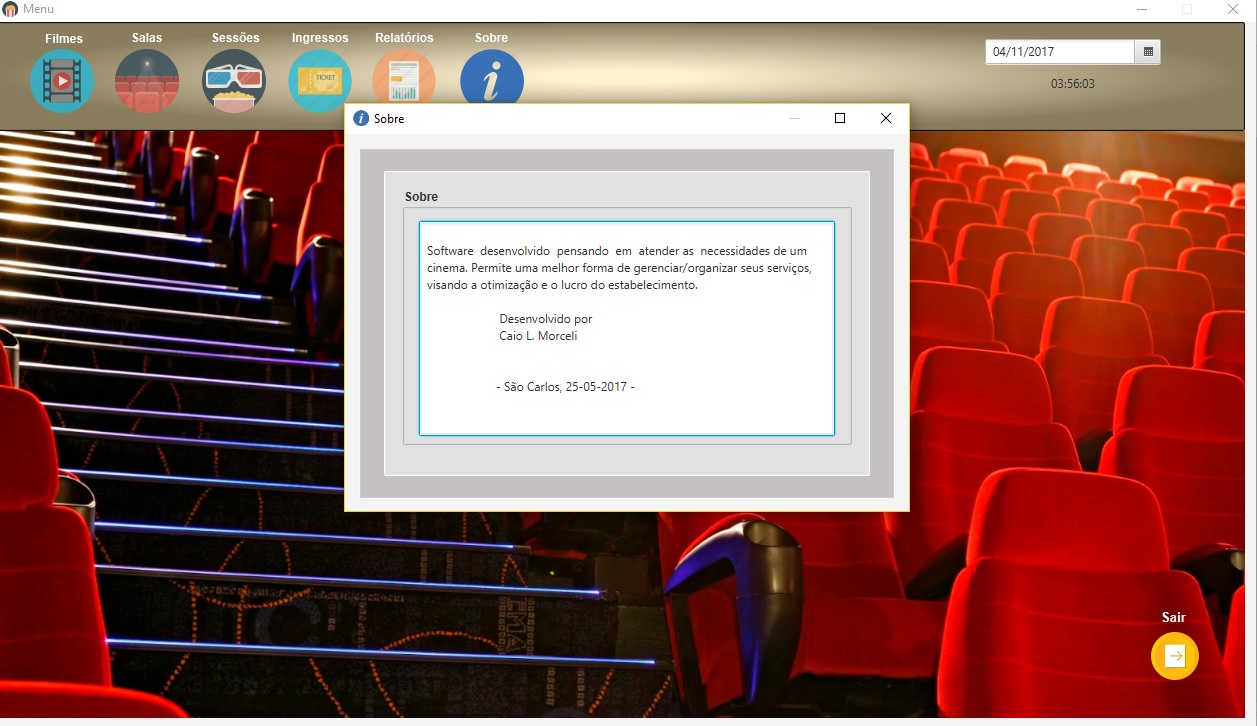 Menu
Filmes
Salas
Sessões
Ingressos
Relatórios
Sobre
04/11/2017
TICKET
03:56:03
Sobre
Sobre
Software desenvolvido pensando em atender as necessidades de um
cinema. Permite uma melhor forma de gerenciar/organizar seus serviços,
visando a otimização e o lucro do estabelecimento.
Desenvolvido por
Caio L. Morceli
- São Carlos, 25-05-2017 -
Sair